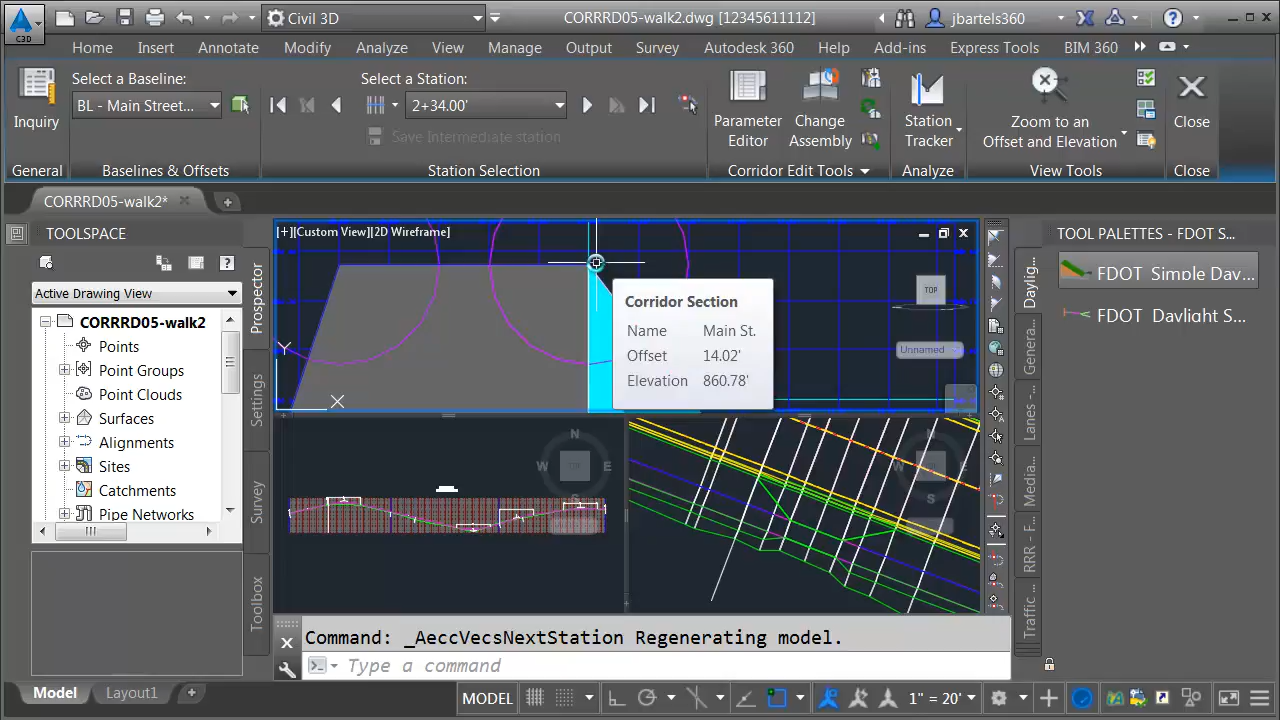 Civil 3D
CORRRD05-walk2.dwg [12345611112]
jbartels360
C3D
Home Insert Annotate Modify Analyze View Manage Output Survey Autodesk 360 Help Add-ins Express Tools BIM 360
Select a Baseline:
Select a Station:
BL - Main Street...
2+34.00'
Inquiry
Save Intermediate station
Parameter
Editor
Change
Assembly
Station
Tracker
Zoom to an
Offset and Elevation
Close
General
Baselines & Offsets
Station Selection
Corridor Edit Tools
Analyze
View Tools
Close
CORRRD05-walk2*
TOOLSPACE
[+][Custom View][2D Wireframe]
TOOL PALETTES - FDOT S...
Active Drawing View
CORRRD05-walk2
Points
Point Groups
Point Clouds
Surfaces
Alignments
Sites
Catchments
Pipe Networks
Prospector
Settings
Survey
Toolbox
Y
X
Corridor Section
Name Main St.
Offset 14.02'
Elevation 860.78'
TOP
Unnamed
N
W TOP E
S
N
W TOP E
S
Dayligh...
Genera...
Lanes -...
Media...
RRR - F...
Traffic ...
FDOT Simple Dav...
FDOT Daylight S...
Command: _AeccVecsNextStation Regenerating model.
Type a command
Model Layout1
MODEL
1" = 20'